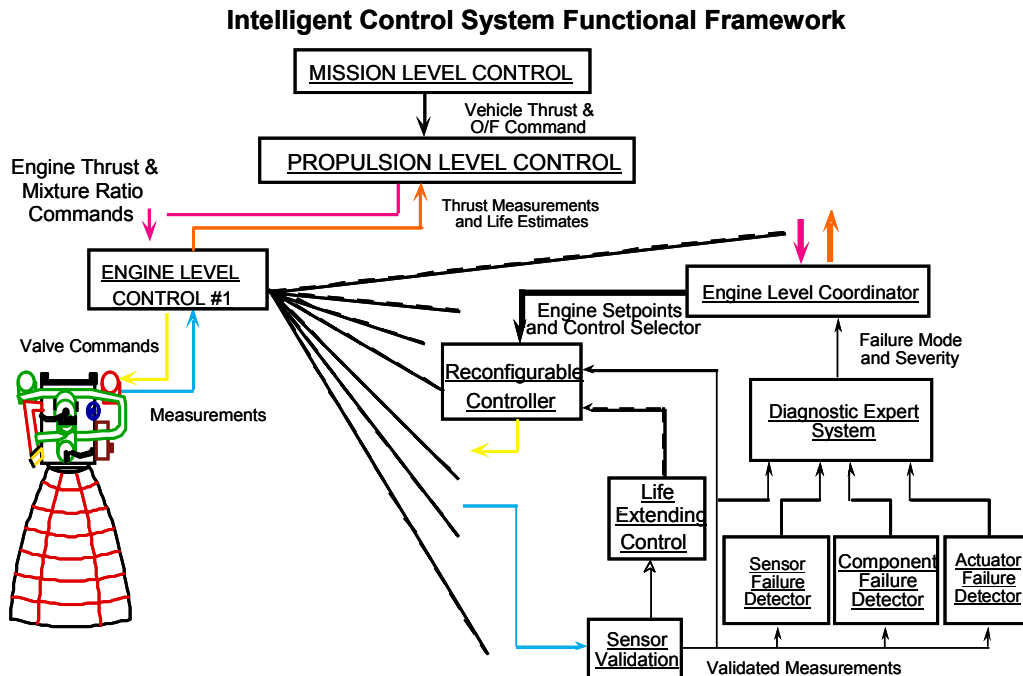 Intelligent Control System Functional Framework
MISSION LEVEL CONTROL
Vehicle Thrust &
O/F Command
PROPULSION LEVEL CONTROL
Engine Thrust &
Mixture Ratio
Commands
Thrust Measurements
and Life Estimates
ENGINE LEVEL
CONTROL #1
Engine Level Coordinator
Engine Setpoints
and Control Selector
Valve Commands
Failure Mode
and Severity
Reconfigurable
Controller
Measurements
Diagnostic Expert
System
Life
Extending
Control
Sensor
Failure
Detector
Component
Failure
Detector
Actuator
Failure
Detector
Sensor
Validation
Validated Measurements